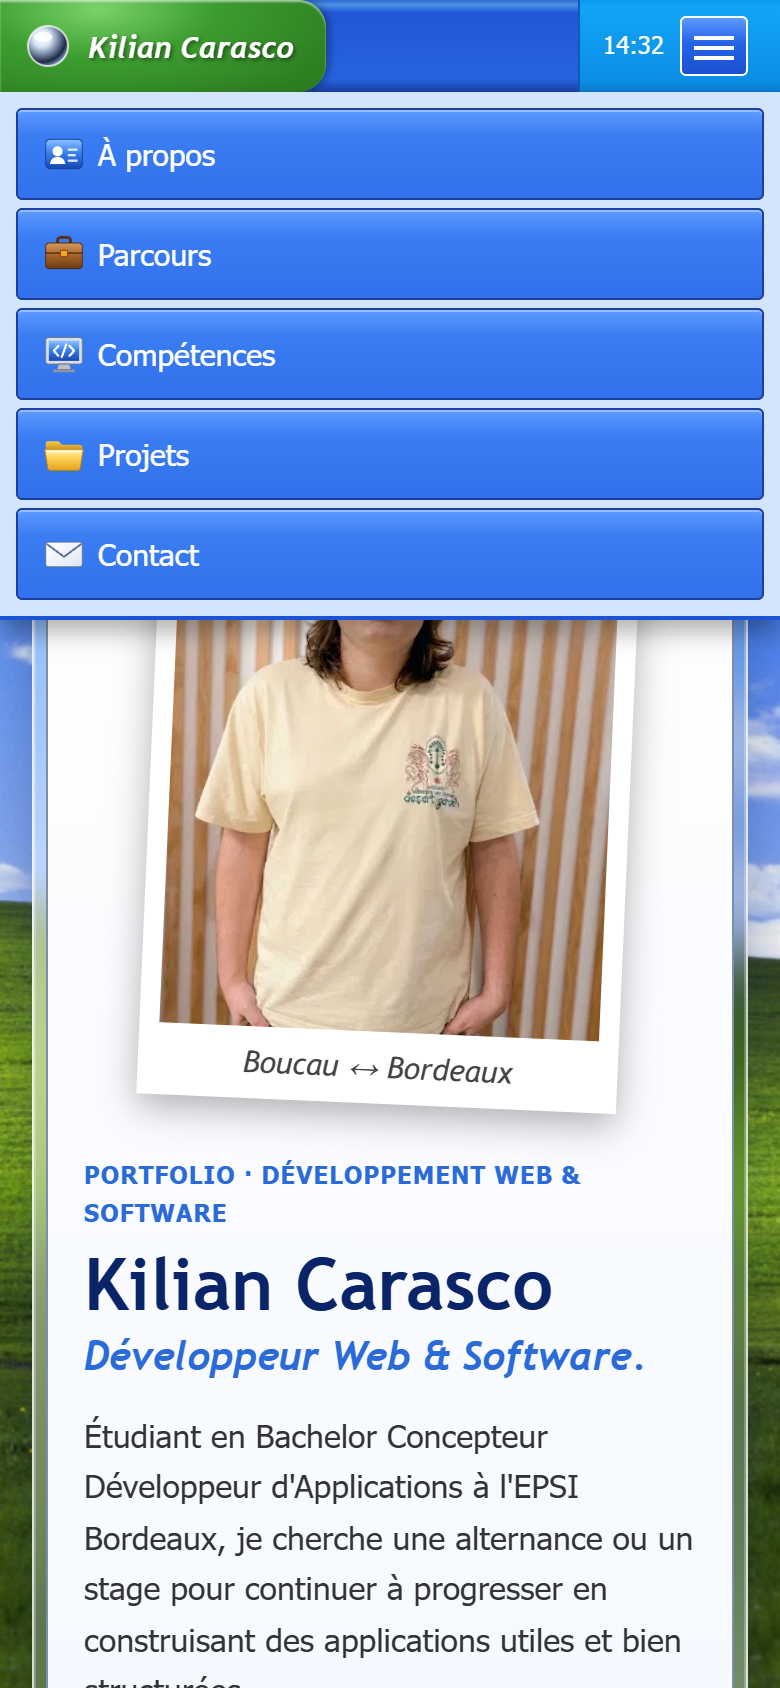 Kilian Carasco
14:32
À propos
Parcours
Compétences
Projets
Contact
Boucau ↔ Bordeaux
PORTFOLIO · DÉVELOPPEMENT WEB &
SOFTWARE
Kilian Carasco
Développeur Web & Software.
Étudiant en Bachelor Concepteur
Développeur d'Applications à l'EPSI
Bordeaux, je cherche une alternance ou un
stage pour continuer à progresser en
construisant des applications utiles et bien